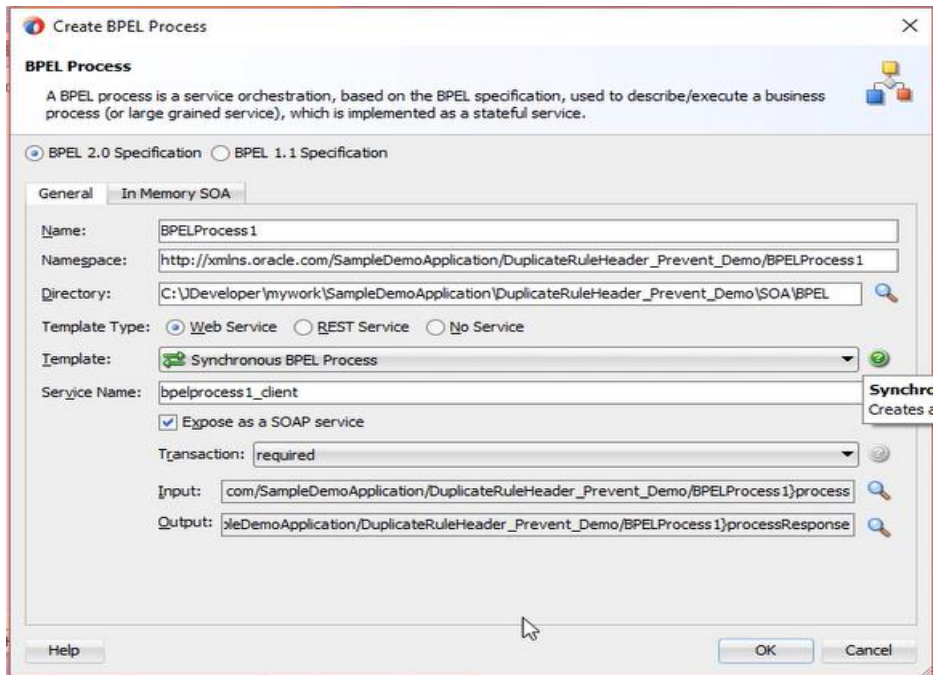 Create BPEL Process
BPEL Process
A BPEL process is a service orchestration, based on the BPEL specification, used to describe/execute a business
process (or large grained service), which is implemented as a stateful service.
BPEL 2.0 Specification BPEL 1.1 Specification
General In Memory SOA
Name: BPELProcess1
Namespace: http://xmlns.oracle.com/SampleDemoApplication/DuplicateRuleHeader_Prevent_Demo/BPELProcess1
Directory: C:\JDeveloper\mywork\SampleDemoApplication\DuplicateRuleHeader_Prevent_Demo\SOA\BPEL
Template Type: Web Service REST Service No Service
Template: Synchronous BPEL Process
Service Name: bpelprocess1_client
Synchro
Creates a
Expose as a SOAP service
Transaction: required
Input: com/SampleDemoApplication/DuplicateRuleHeader_Prevent_Demo/BPELProcess1}process
Output: leDemoApplication/DuplicateRuleHeader_Prevent_Demo/BPELProcess1}processResponse
Help OK Cancel